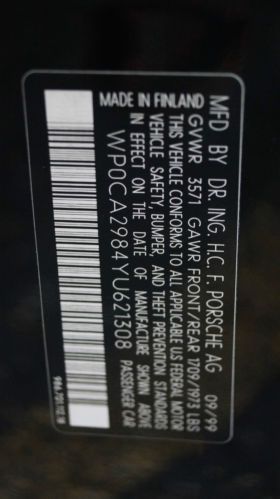 MFD BY DR. ING. H.C. F. PORSCHE AG 09/99
GVWR 3571 GAWR FRONT/REAR 1709/1973 LBS
MADE IN FINLAND
THIS VEHICLE CONFORMS TO ALL APPLICABLE U.S. FEDERAL MOTOR
VEHICLE SAFETY, BUMPER, AND THEFT PREVENTION STANDARDS
IN EFFECT ON THE DATE OF MANUFACTURE SHOWN ABOVE
WP0CA2984YU621308 PASSENGER CAR